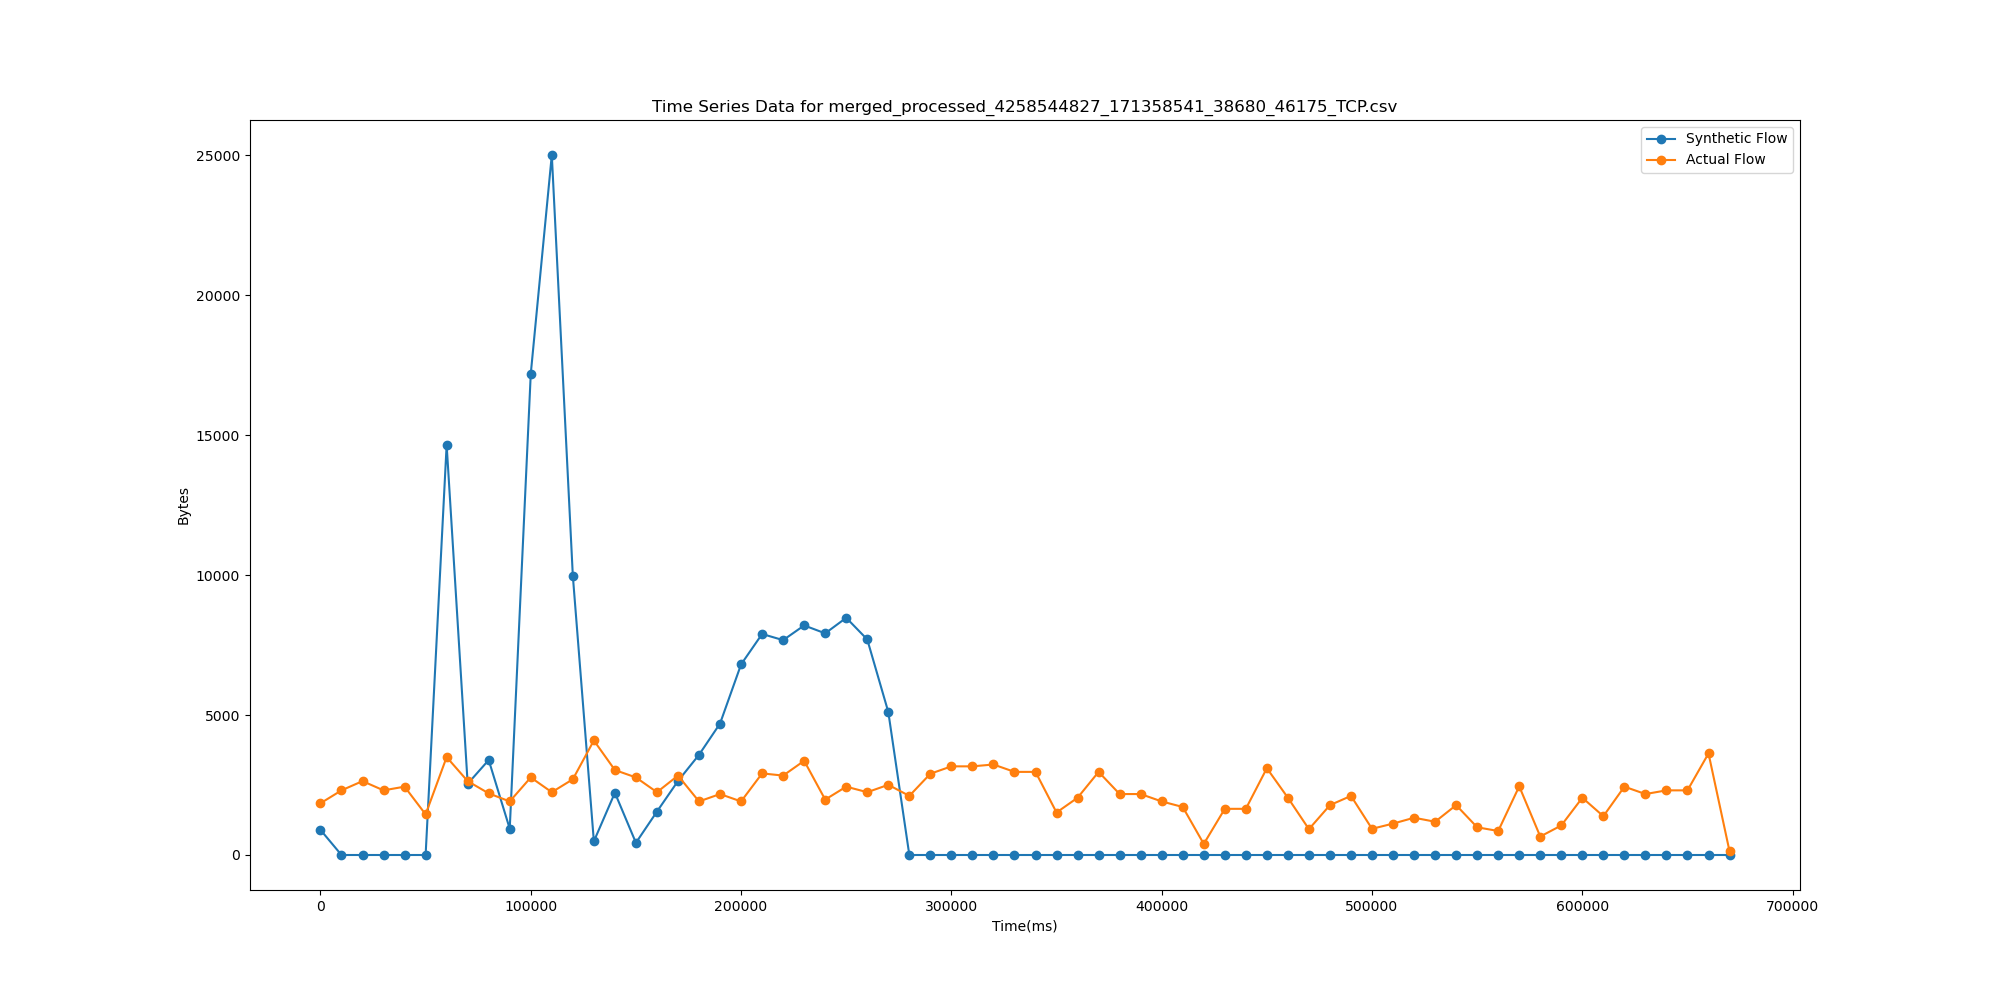 Time Series Data for merged_processed_4258544827_171358541_38680_46175_TCP.csv
Synthetic Flow
Actual Flow
25000
20000
15000
10000
5000
0
Bytes
0 100000 200000 300000 400000 500000 600000 700000
Time(ms)